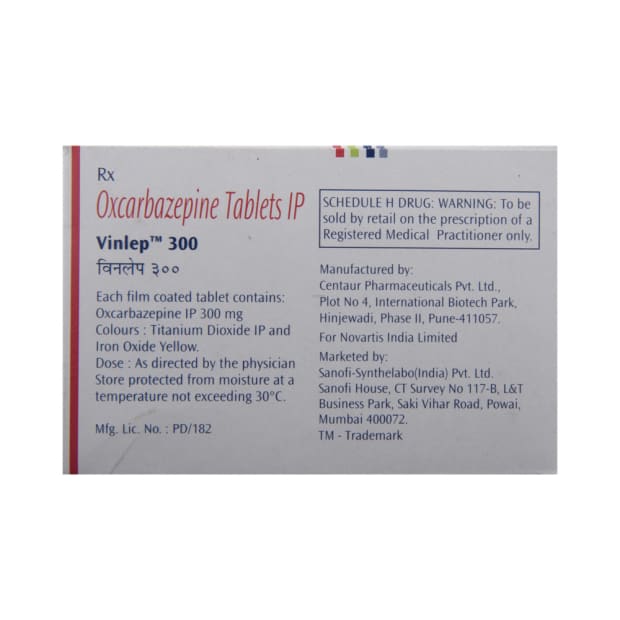 Rx
Oxcarbazepine Tablets IP
Vinlep™ 300
विनलेप ३००
Each film coated tablet contains:
Oxcarbazepine IP 300 mg
Colours : Titanium Dioxide IP and
Iron Oxide Yellow.
Dose : As directed by the physician
Store protected from moisture at a
temperature not exceeding 30°C.
Mfg. Lic. No. : PD/182
SCHEDULE H DRUG: WARNING: To be
sold by retail on the prescription of a
Registered Medical Practitioner only.
Manufactured by:
Centaur Pharmaceuticals Pvt. Ltd.,
Plot No 4, International Biotech Park,
Hinjewadi, Phase II, Pune-411057.
For Novartis India Limited
Marketed by:
Sanofi-Synthelabo(India) Pvt. Ltd.
Sanofi House, CT Survey No 117-B, L&T
Business Park, Saki Vihar Road, Powai,
Mumbai 400072.
TM - Trademark